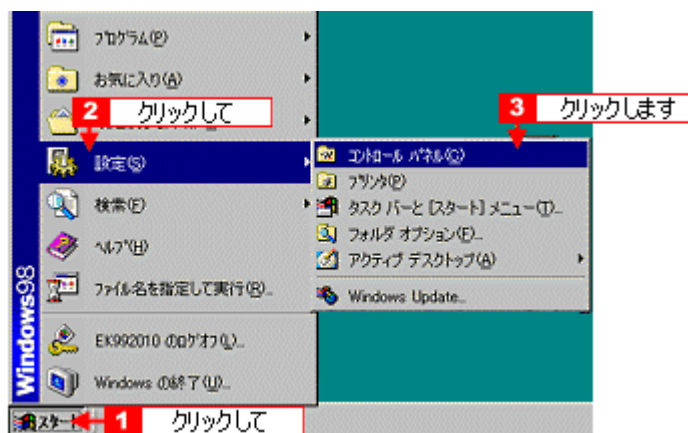 プログラム(P)
お気に入り(A)
2 クリックして
設定(S)
検索(F)
ヘルプ(H)
ファイル名を指定して実行(R)...
EK992010 のログオフ(L)...
Windows の終了(U)...
Windows98
スタート
1 クリックして
3 クリックします
コントロール パネル(C)
プリンタ(P)
タスク バーと [スタート] メニュー(T)...
フォルダ オプション(F)...
アクティブ デスクトップ(A)
Windows Update...